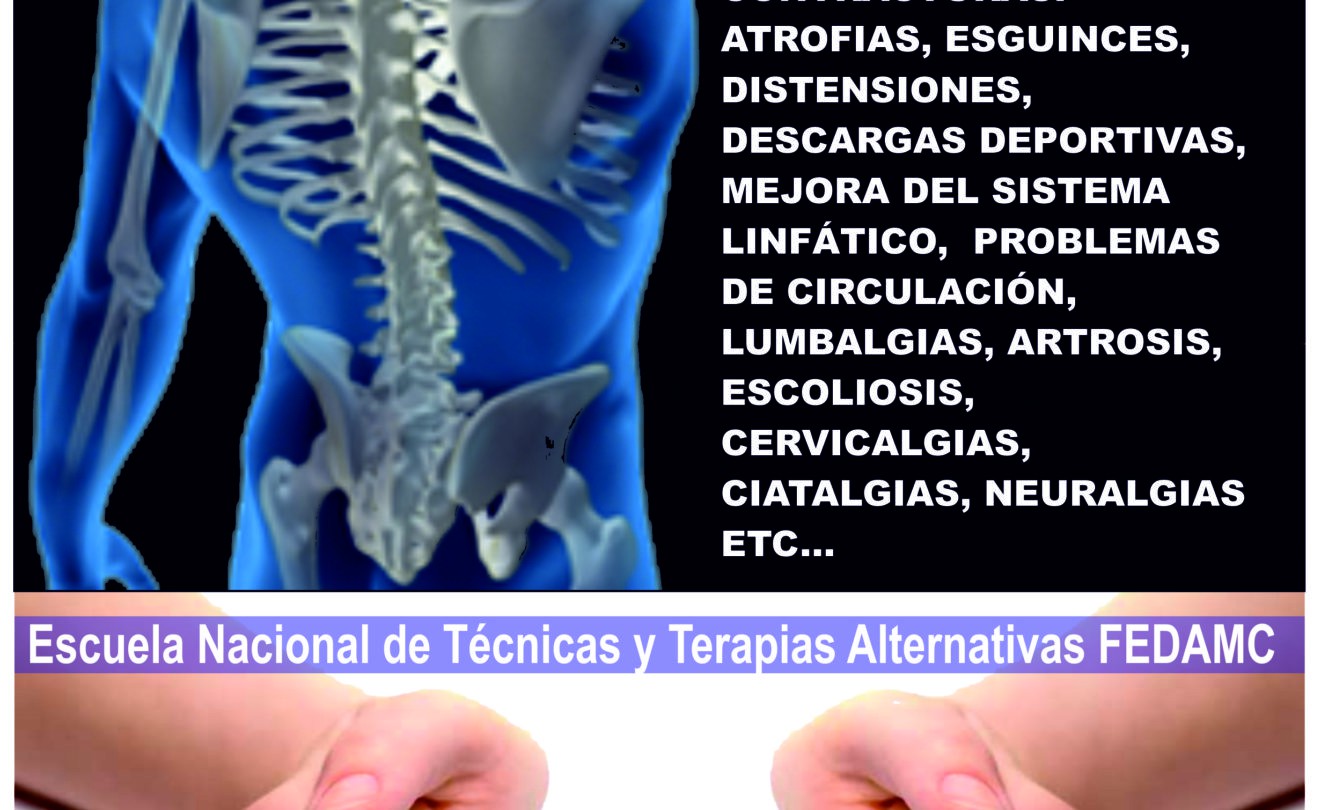 ATROFIAS, ESGUINCES,
DISTENSIONES,
DESCARGAS DEPORTIVAS,
MEJORA DEL SISTEMA
LINFÁTICO, PROBLEMAS
DE CIRCULACIÓN,
LUMBALGIAS, ARTROSIS,
ESCOLIOSIS,
CERVICALGIAS,
CIATALGIAS, NEURALGIAS
ETC...
Escuela Nacional de Técnicas y Terapias Alternativas FEDAMC